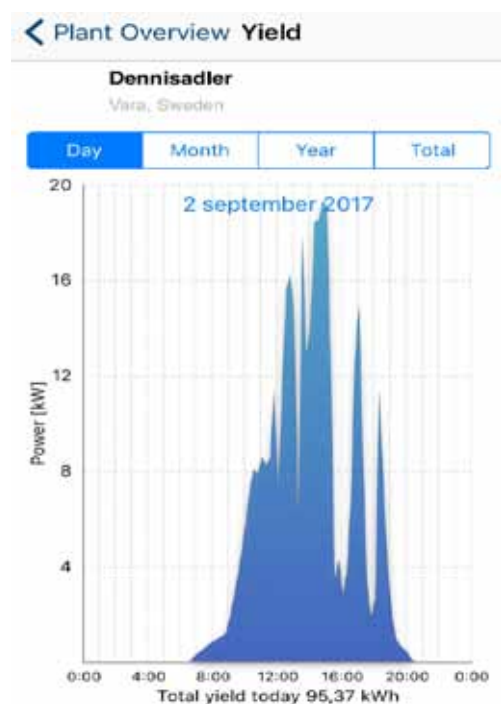 Plant Overview Yield
Dennisadler
Vara, Sweden
Day Month Year Total
2 september 2017
20
16
12
8
4
Power [kW]
0:00 4:00 8:00 12:00 16:00 20:00 0:00
Total yield today 95,37 kWh